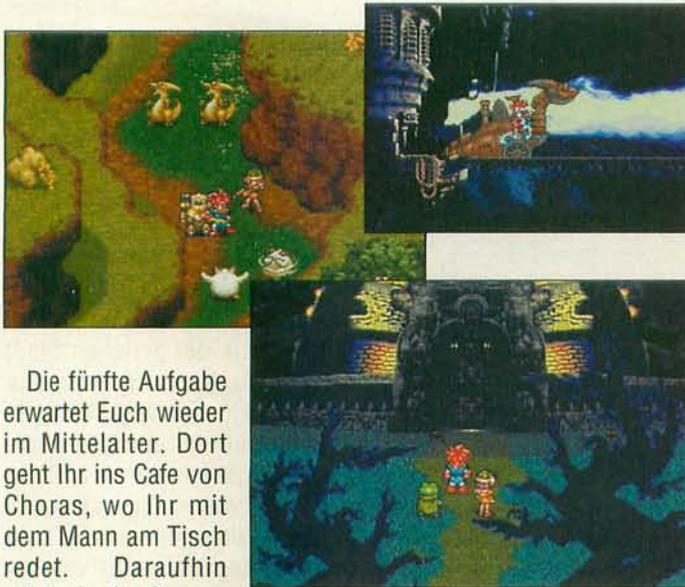 Die fünfte Aufgabe
erwartet Euch wieder
im Mittelalter. Dort
geht Ihr ins Cafe von
Choras, wo Ihr mit
dem Mann am Tisch
redet. Daraufhin